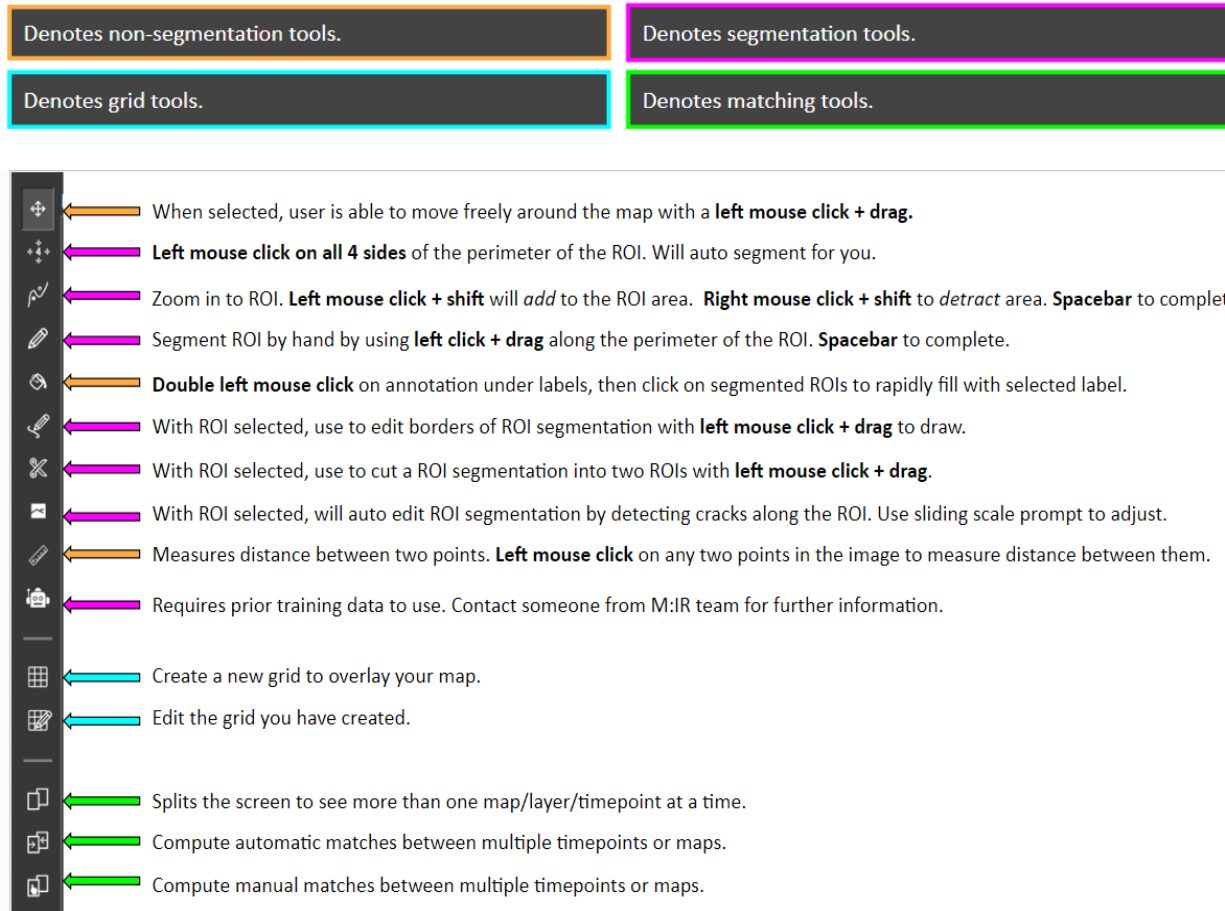 Denotes non-segmentation tools.
Denotes segmentation tools.
Denotes grid tools.
Denotes matching tools.
When selected, user is able to move freely around the map with a left mouse click + drag.
Left mouse click on all 4 sides of the perimeter of the ROI. Will auto segment for you.
Zoom in to ROI. Left mouse click + shift will add to the ROI area. Right mouse click + shift to detract area. Spacebar to complet
Segment ROI by hand by using left click + drag along the perimeter of the ROI. Spacebar to complete.
Double left mouse click on annotation under labels, then click on segmented ROIs to rapidly fill with selected label.
With ROI selected, use to edit borders of ROI segmentation with left mouse click + drag to draw.
With ROI selected, use to cut a ROI segmentation into two ROIs with left mouse click + drag.
With ROI selected, will auto edit ROI segmentation by detecting cracks along the ROI. Use sliding scale prompt to adjust.
Measures distance between two points. Left mouse click on any two points in the image to measure distance between them.
Requires prior training data to use. Contact someone from M:IR team for further information.
Create a new grid to overlay your map.
Edit the grid you have created.
Splits the screen to see more than one map/layer/timepoint at a time.
Compute automatic matches between multiple timepoints or maps.
Compute manual matches between multiple timepoints or maps.